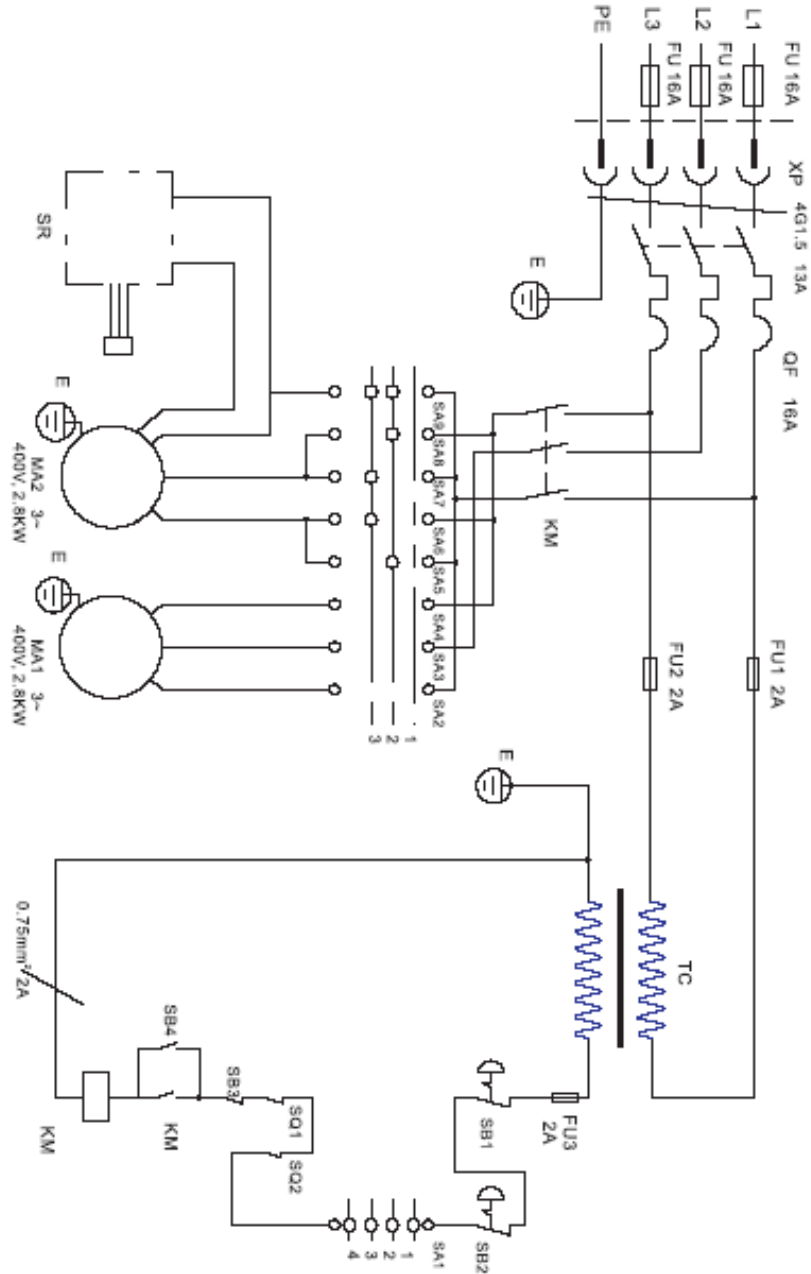 L1
L2
L3
PE
FU 16A
FU 16A
FU 16A
XP
4G1.5
13A
QF
16A
E
KM
SA9
SA8
SA7
SA6
SA5
SA4
SA3
SA2
1
2
3
SR
E
MA2 3~
400V, 2.8KW
E
MA1 3~
400V, 2.8KW
FU1 2A
FU2 2A
E
TC
FU3
2A
SB1
SB2
SA1
1
2
3
4
SQ2
SQ1
SB3
SB4
KM
KM
0.75mm² 2A